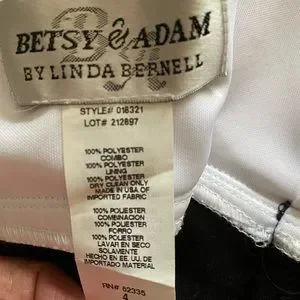 BETSY & ADAM
BY LINDA BERNELL
STYLE# 018321
LOT# 212897
100% POLYESTER
COMBO
100% POLYESTER
LINING
100% POLYESTER
DRY CLEAN ONLY
MADE IN USA OF
IMPORTED FABRIC
100% POLIESTER
COMBINACION
100% POLIESTER
FORRO
100% POLIESTER
LAVAR EN SECO
SOLAMENTE
HECHO EN EE. UU. DE
IMPORTADO MATERIAL
RN# 62335
4